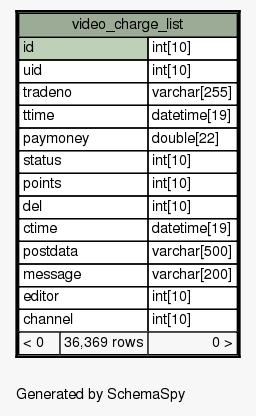 video_charge_list
id int[10]
uid int[10]
tradeno varchar[255]
ttime datetime[19]
paymoney double[22]
status int[10]
points int[10]
del int[10]
ctime datetime[19]
postdata varchar[500]
message varchar[200]
editor int[10]
channel int[10]
< 0 36,369 rows 0 >
Generated by SchemaSpy